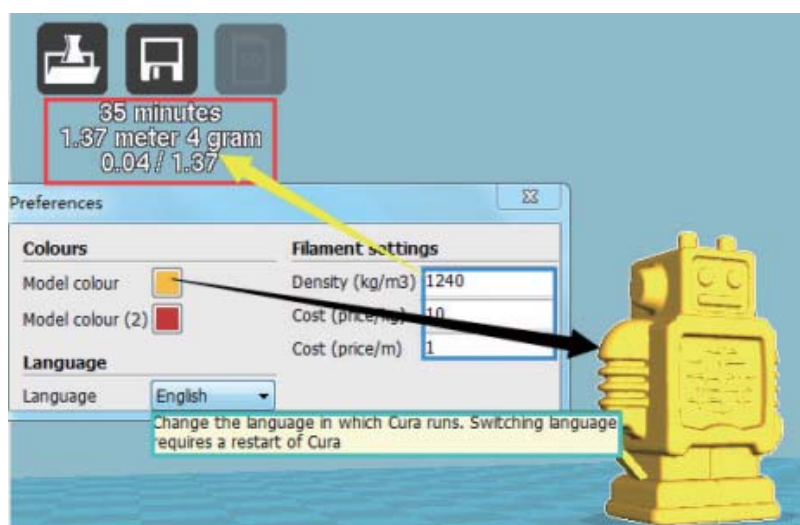 35 minutes
1.37 meter 4 gram
0.04 / 1.37
Preferences
Colours
Model colour
Model colour (2)
Language
Language English
Filament settings
Density (kg/m3) 1240
Cost (price/kg) 10
Cost (price/m) 1
Change the language in which Cura runs. Switching language
requires a restart of Cura